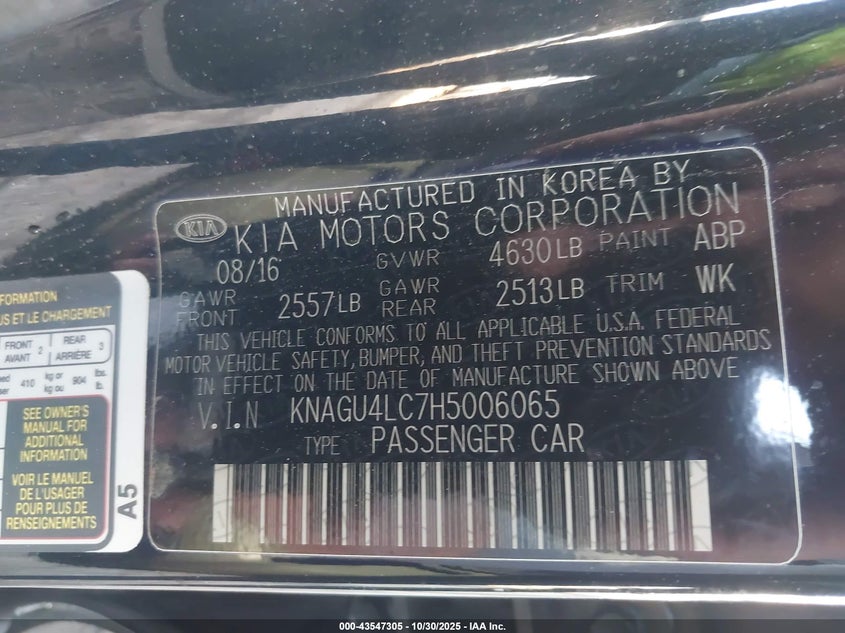 MANUFACTURED IN KOREA BY
KIA KIA MOTORS CORPORATION
08/16 GVWR 4630LB PAINT ABP
GAWR FRONT 2557LB GAWR REAR 2513LB TRIM WK
THIS VEHICLE CONFORMS TO ALL APPLICABLE U.S.A. FEDERAL
MOTOR VEHICLE SAFETY, BUMPER, AND THEFT PREVENTION STANDARDS
IN EFFECT ON THE DATE OF MANUFACTURE SHOWN ABOVE
V.I.N KNAGU4LC7H5006065
TYPE PASSENGER CAR
FORMATION
US ET LE CHARGEMENT
FRONT AVANT 2 REAR ARRIÈRE 3
410 kg or kg ou 904 lbs. lb.
SEE OWNER'S
MANUAL FOR
ADDITIONAL
INFORMATION
VOIR LE MANUEL
DE L'USAGER
POUR PLUS DE
RENSEIGNEMENTS
A5
000-43547305 | 10/30/2025 - IAA Inc.